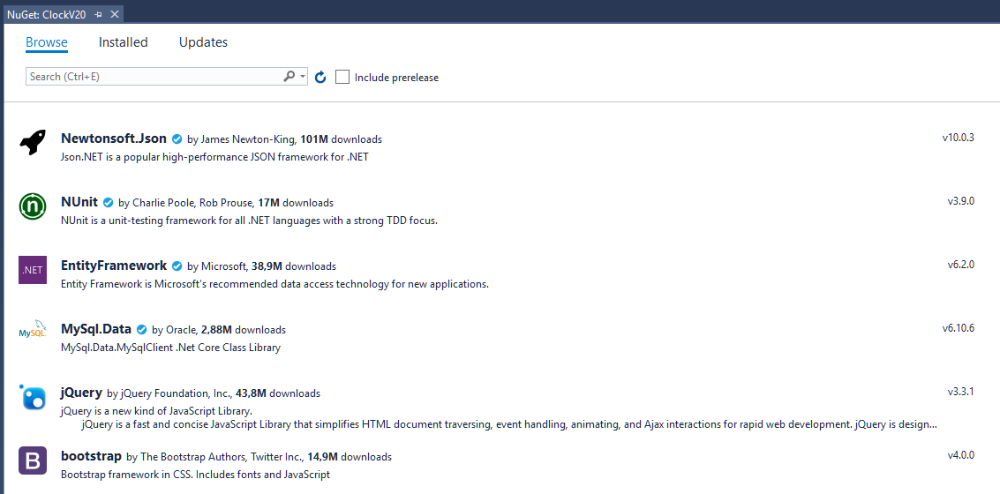 NuGet: ClockV20
Browse Installed Updates
Search (Ctrl+E) Include prerelease
Newtonsoft.Json by James Newton-King, 101M downloads v10.0.3
Json.NET is a popular high-performance JSON framework for .NET
NUnit by Charlie Poole, Rob Prouse, 17M downloads v3.9.0
NUnit is a unit-testing framework for all .NET languages with a strong TDD focus.
.NET EntityFramework by Microsoft, 38,9M downloads v6.2.0
Entity Framework is Microsoft's recommended data access technology for new applications.
MySQL MySql.Data by Oracle, 2,88M downloads v6.10.6
MySql.Data.MySqlClient .Net Core Class Library
jQuery by jQuery Foundation, Inc., 43,8M downloads v3.3.1
jQuery is a new kind of JavaScript Library.
jQuery is a fast and concise JavaScript Library that simplifies HTML document traversing, event handling, animating, and Ajax interactions for rapid web development. jQuery is design...
B bootstrap by The Bootstrap Authors, Twitter Inc., 14,9M downloads v4.0.0
Bootstrap framework in CSS. Includes fonts and JavaScript